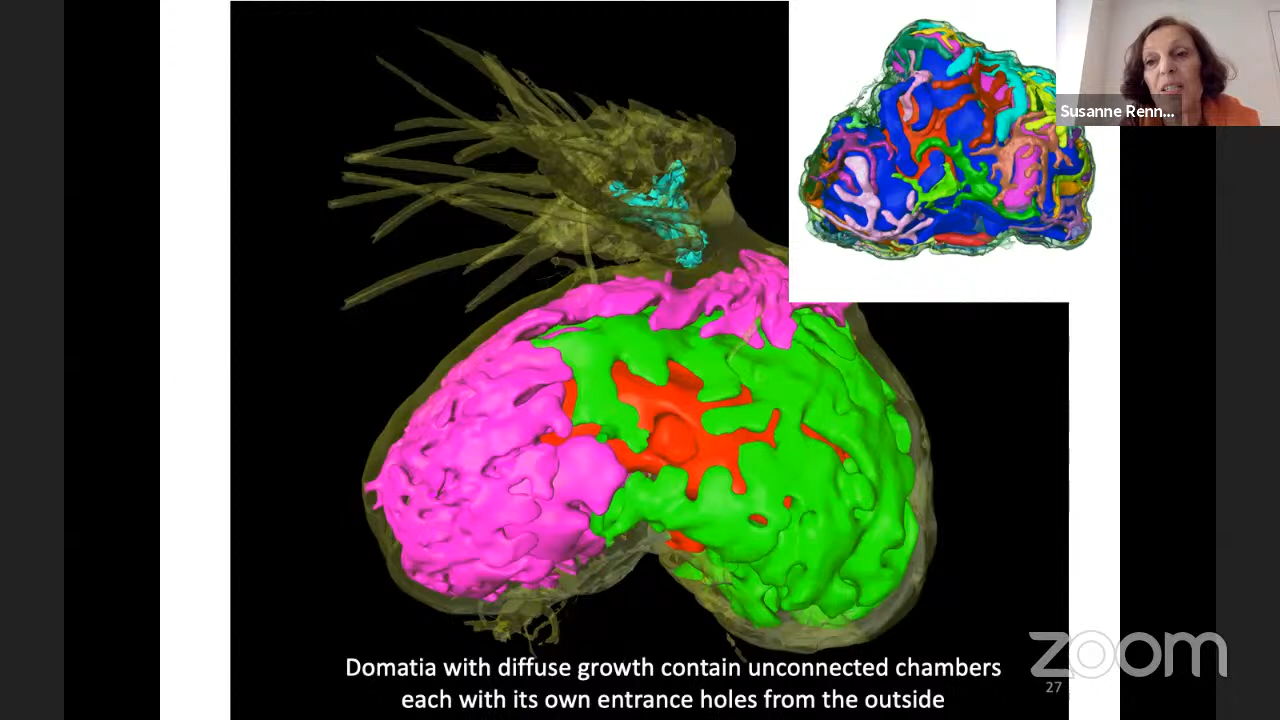 Susanne Renn...
Domatia with diffuse growth contain unconnected chambers
each with its own entrance holes from the outside
zoom
27